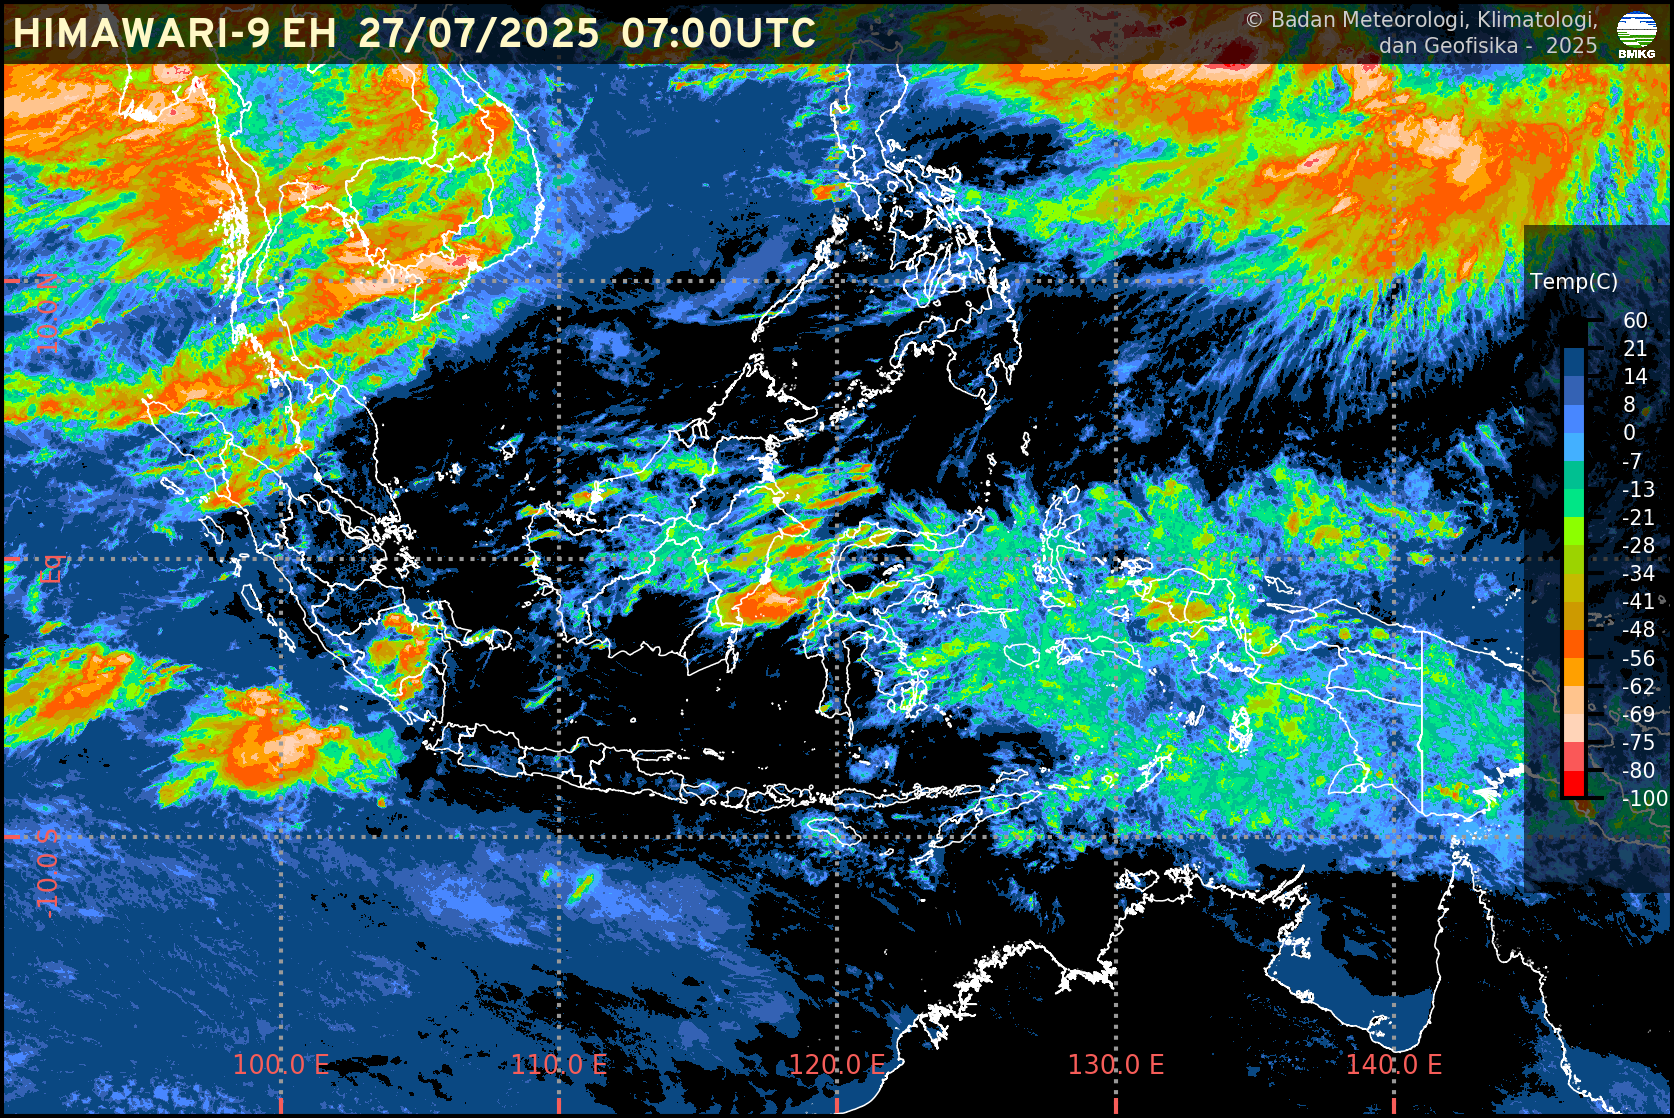 HIMAWARI-9 EH 27/07/2025 07:00UTC
© Badan Meteorologi, Klimatologi,
dan Geofisika - 2025
BMKG
Temp(C)
60
21
14
8
0
-7
-13
-21
-28
-34
-41
-48
-56
-62
-69
-75
-80
-100
10.0 N
Eq
-10.0 S
100.0 E
110.0 E
120.0 E
130.0 E
140.0 E